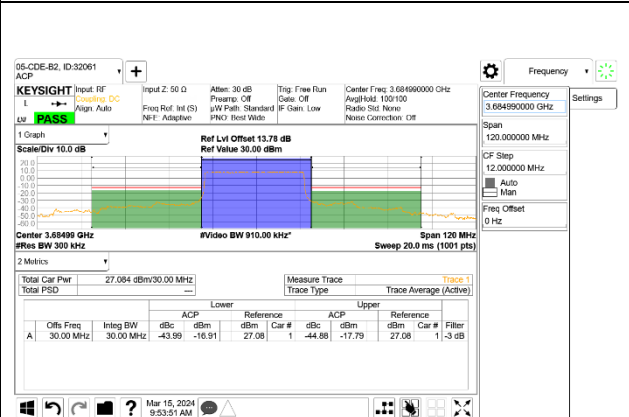 05-CDE-B2, ID:32061
ACP
Frequency
KEYSIGHT
Input: RF
Coupling: DC
Align: Auto
Input Z: 50 Ω
Freq Ref: Int (S)
NFE: Adaptive
Atten: 30 dB
Preamp: Off
µW Path: Standard
PNO: Best Wide
Trig: Free Run
Gate: Off
IF Gain: Low
Center Freq: 3.684990000 GHz
Avg|Hold: 100/100
Radio Std: None
Noise Correction: Off
L
PASS
Center Frequency
3.684990000 GHz
Settings
Span
120.000000 MHz
CF Step
12.000000 MHz
Auto
Man
Freq Offset
0 Hz
1 Graph
Scale/Div 10.0 dB
Ref Lvl Offset 13.78 dB
Ref Value 30.00 dBm
20.0
10.0
0.00
-10.0
-20.0
-30.0
-40.0
-50.0
-60.0
Center 3.68499 GHz
#Video BW 910.00 kHz*
Span 120 MHz
#Res BW 300 kHz
Sweep 20.0 ms (1001 pts)
2 Metrics
Total Car Pwr 27.084 dBm/30.00 MHz
Total PSD ---
Measure Trace Trace 1
Trace Type Trace Average (Active)
Lower Upper
ACP Reference ACP Reference
Offs Freq Integ BW dBc dBm dBm Car # dBc dBm dBm Car # Filter
A 30.00 MHz 30.00 MHz -43.99 -16.91 27.08 1 -44.88 -17.79 27.08 1 -3 dB
Mar 15, 2024
9:53:51 AM